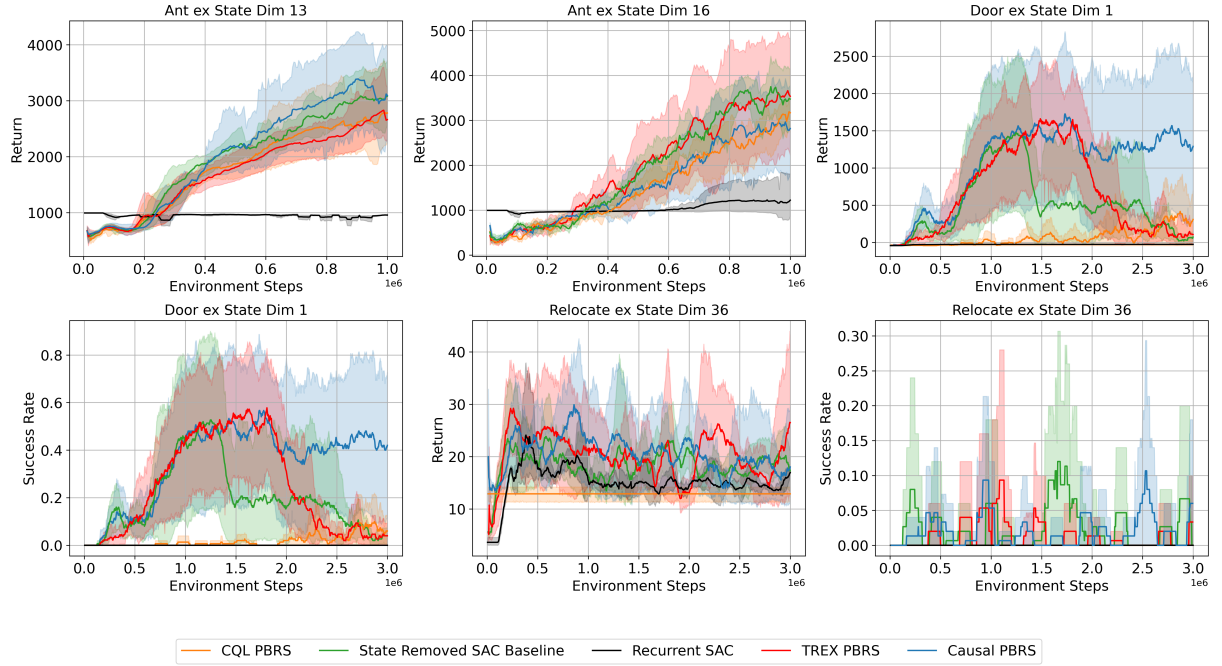 Ant ex State Dim 13
Return
4000
3000
2000
1000
0.0 0.2 0.4 0.6 0.8 1.0
Environment Steps
1e6
Ant ex State Dim 16
Return
5000
4000
3000
2000
1000
0
0.0 0.2 0.4 0.6 0.8 1.0
Environment Steps
1e6
Door ex State Dim 1
Return
2500
2000
1500
1000
500
0
0.0 0.5 1.0 1.5 2.0 2.5 3.0
Environment Steps
1e6
Door ex State Dim 1
Success Rate
0.8
0.6
0.4
0.2
0.0
0.0 0.5 1.0 1.5 2.0 2.5 3.0
Environment Steps
1e6
Relocate ex State Dim 36
Return
40
30
20
10
0.0 0.5 1.0 1.5 2.0 2.5 3.0
Environment Steps
1e6
Relocate ex State Dim 36
Success Rate
0.30
0.25
0.20
0.15
0.10
0.05
0.00
0.0 0.5 1.0 1.5 2.0 2.5 3.0
Environment Steps
1e6
CQL PBRS State Removed SAC Baseline Recurrent SAC TREX PBRS Causal PBRS